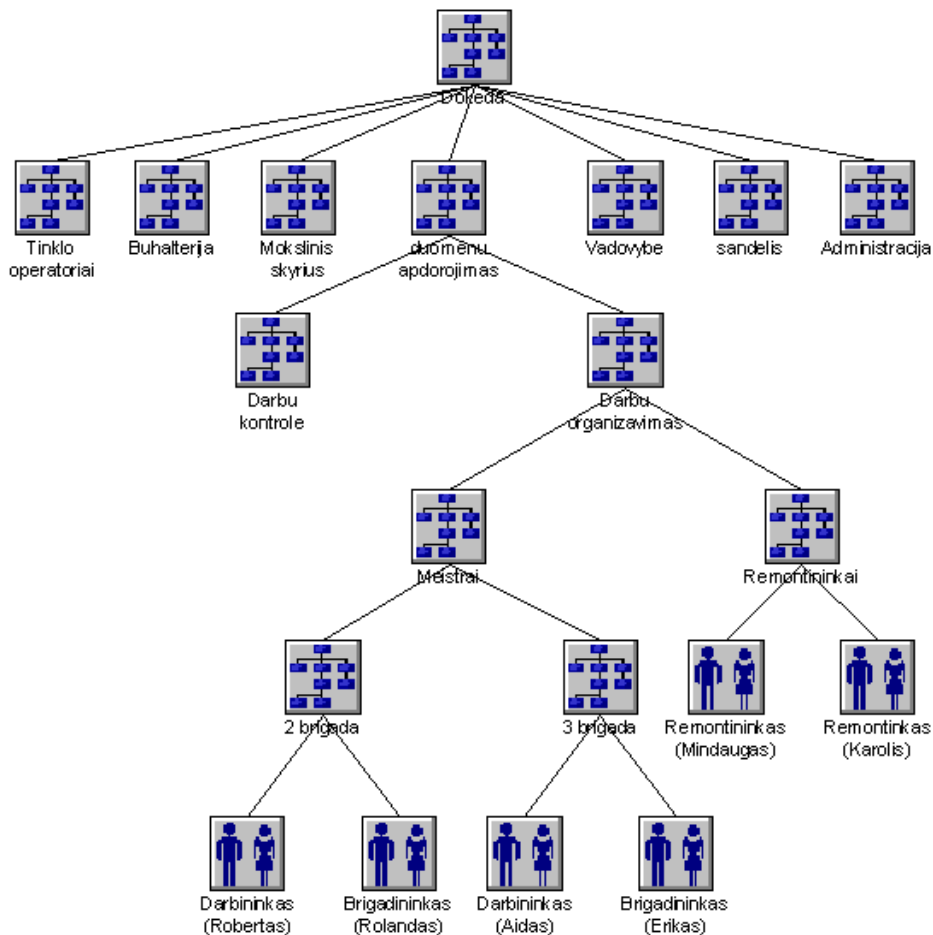 Dokeda
Tinklo
operatoriai
Buhalterija
Mokslinis
skyrius
duomenu
apdorojimas
Vadovybe
sandelis
Administracija
Darbu
kontrole
Darbu
organizavimas
Meistrai
Remontininkai
2 brigada
3 brigada
Remontininkas
(Mindaugas)
Remontinkas
(Karolis)
Darbininkas
(Robertas)
Brigadininkas
(Rolandas)
Darbininkas
(Aidas)
Brigadininkas
(Erikas)